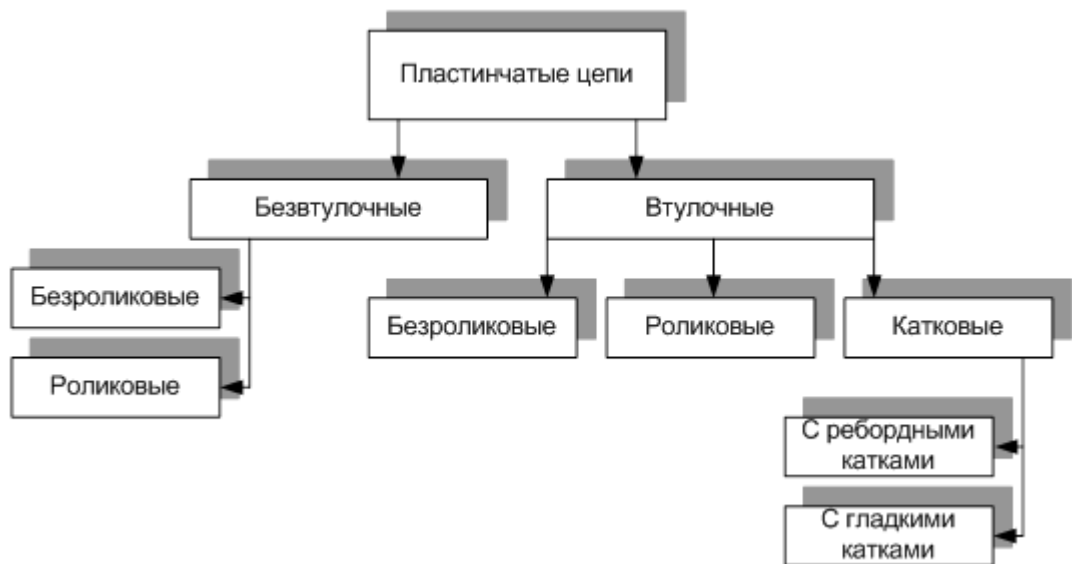 Пластинчатые цепи
Безвтулочные
Втулочные
Безроликовые
Роликовые
Безроликовые
Роликовые
Катковые
С ребордными
катками
С гладкими
катками